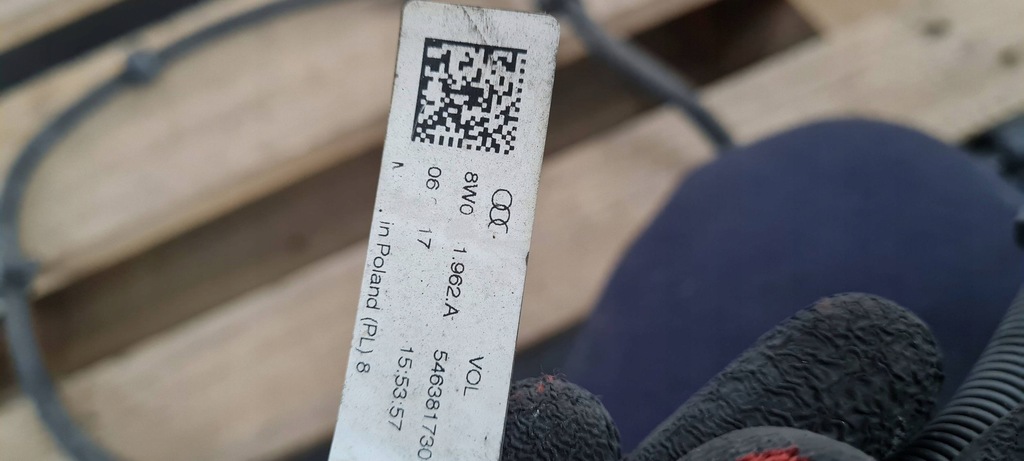 VOL
8W0 1.962.A 546381730
06 - 17 15:53:57
. in Poland (PL) 8